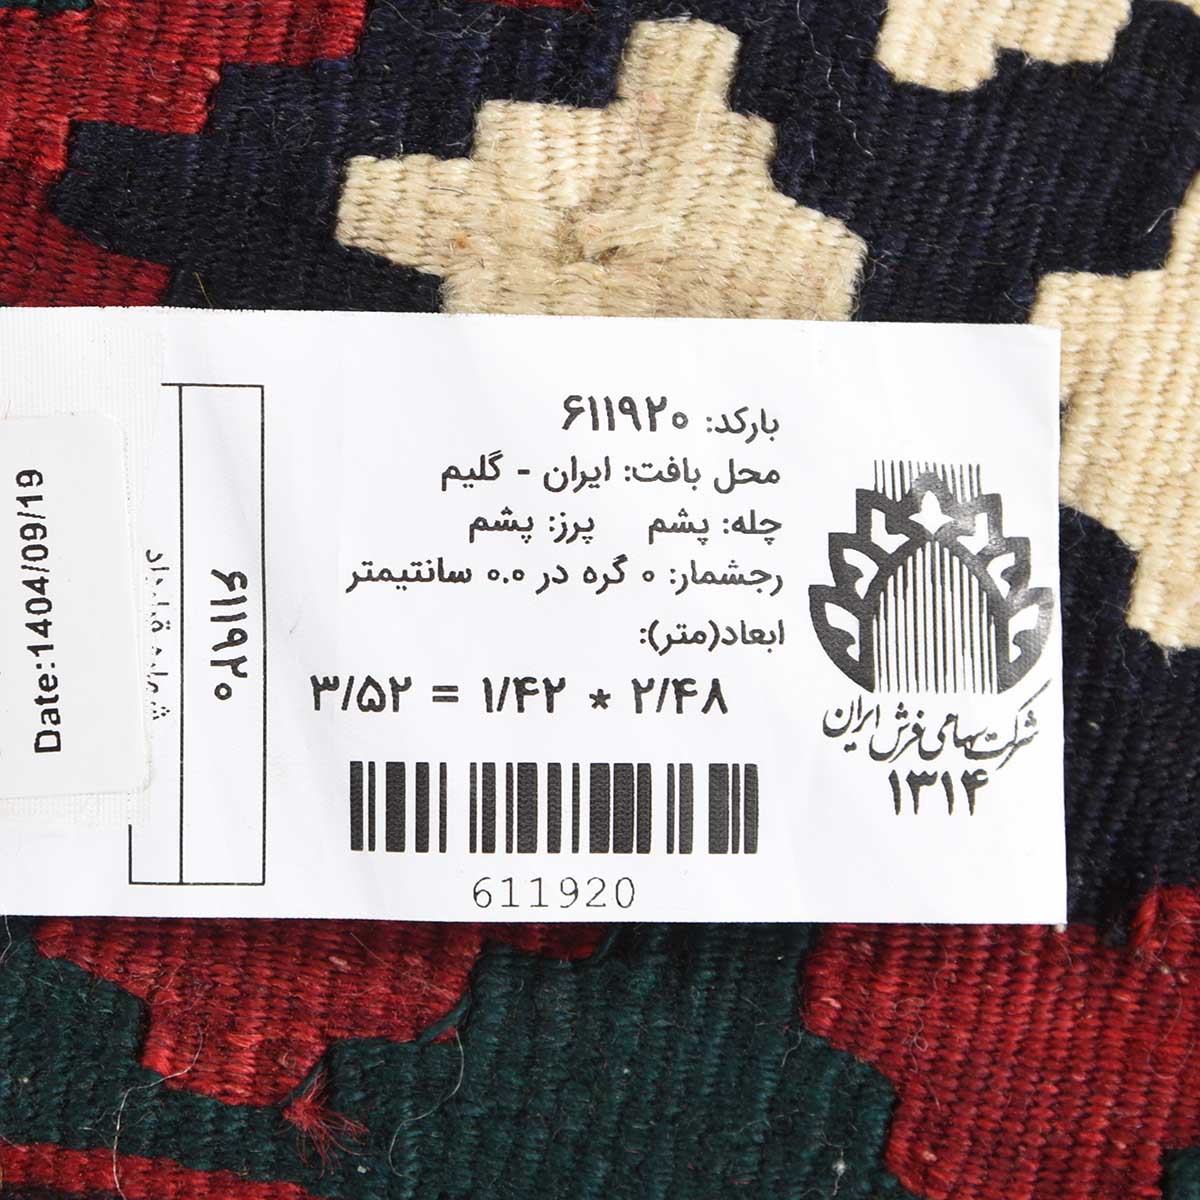 بارکد: ۶۱۱۹۲۰
محل بافت: ایران - گلیم
چله: پشم پرز: پشم
رجشمار: ۰ گره در ۰.۰ سانتیمتر
ابعاد(متر):
۳/۵۲ = ۱/۴۲ * ۲/۴۸
611920
شرکت سهامی فرش ایران
۱۳۱۴
۶۱۱۹۲۰
Date:1404/09/19